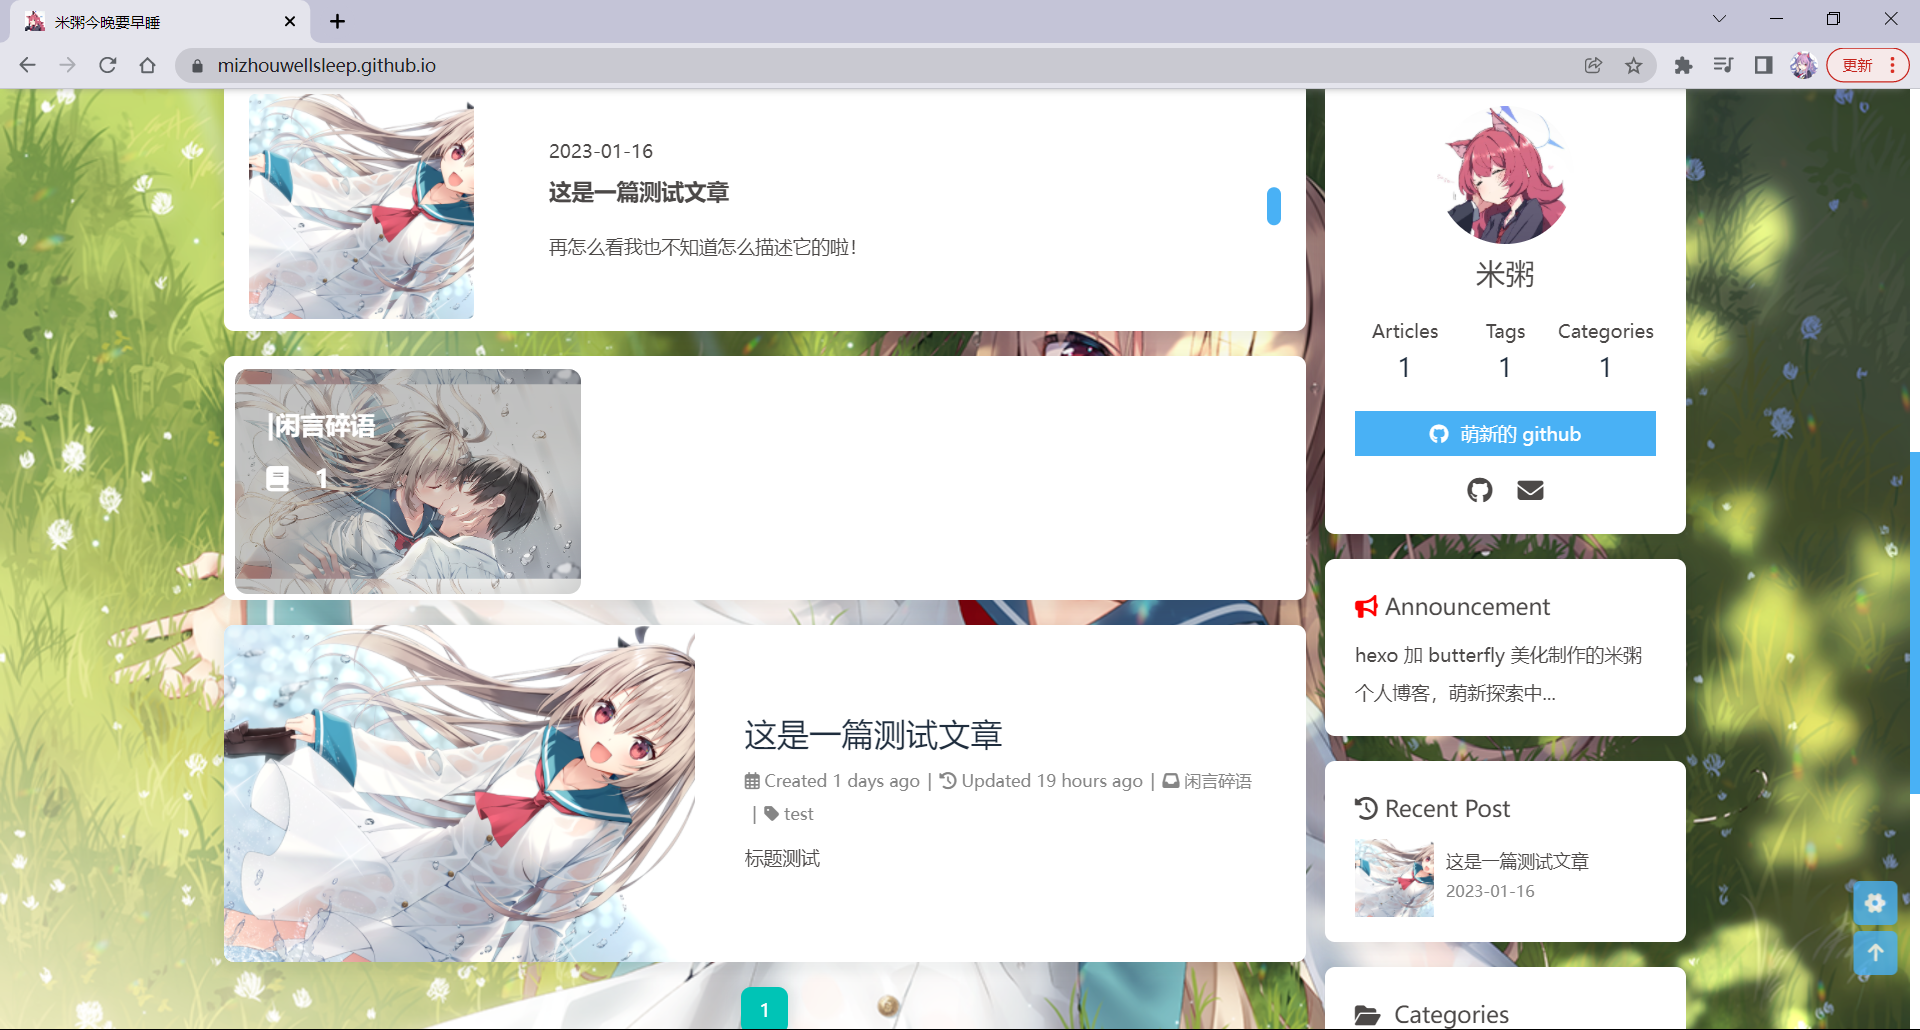 米粥今晚要早睡
mizhouwellsleep.github.io
更新
2023-01-16
这是一篇测试文章
再怎么看我也不知道怎么描述它的啦！
|闲言碎语
1
这是一篇测试文章
Created 1 days ago | Updated 19 hours ago | 闲言碎语
| test
标题测试
1
米粥
Articles Tags Categories
1 1 1
萌新的 github
Announcement
hexo 加 butterfly 美化制作的米粥
个人博客，萌新探索中...
Recent Post
这是一篇测试文章
2023-01-16
Categories